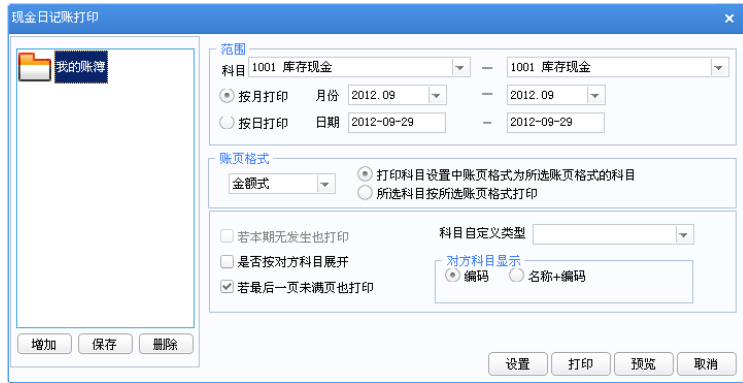 现金日记账打印
我的账簿
范围
科目 1001 库存现金 — 1001 库存现金
按月打印 月份 2012.09 — 2012.09
按日打印 日期 2012-09-29 — 2012-09-29
账页格式
金额式
打印科目设置中账页格式为所选账页格式的科目
所选科目按所选账页格式打印
若本期无发生也打印
科目自定义类型
是否按对方科目展开
对方科目显示
编码 名称+编码
若最后一页未满页也打印
增加 保存 删除
设置 打印 预览 取消